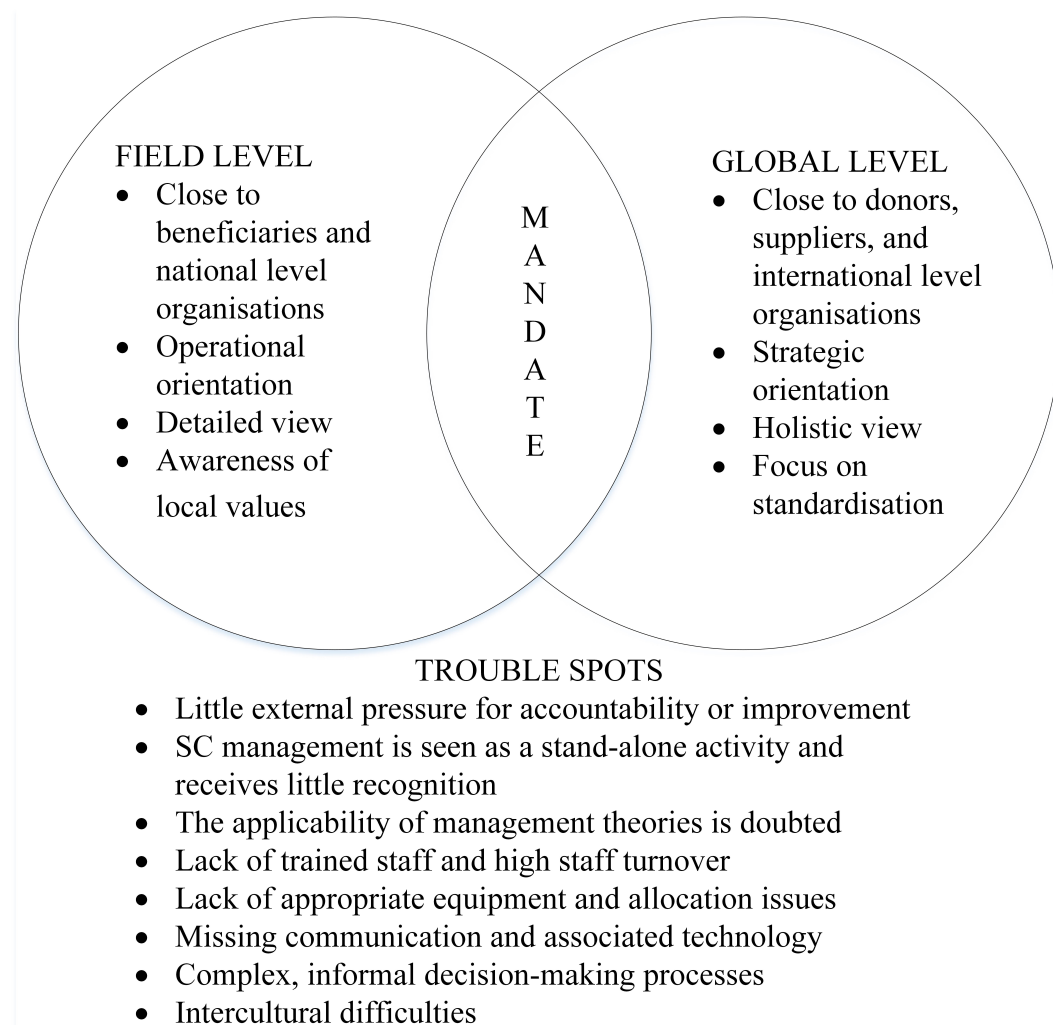 FIELD LEVEL
• Close to
beneficiaries and
national level
organisations
• Operational
orientation
• Detailed view
• Awareness of
local values
M
A
N
D
A
T
E
GLOBAL LEVEL
• Close to donors,
suppliers, and
international level
organisations
• Strategic
orientation
• Holistic view
• Focus on
standardisation
TROUBLE SPOTS
• Little external pressure for accountability or improvement
• SC management is seen as a stand-alone activity and
receives little recognition
• The applicability of management theories is doubted
• Lack of trained staff and high staff turnover
• Lack of appropriate equipment and allocation issues
• Missing communication and associated technology
• Complex, informal decision-making processes
• Intercultural difficulties